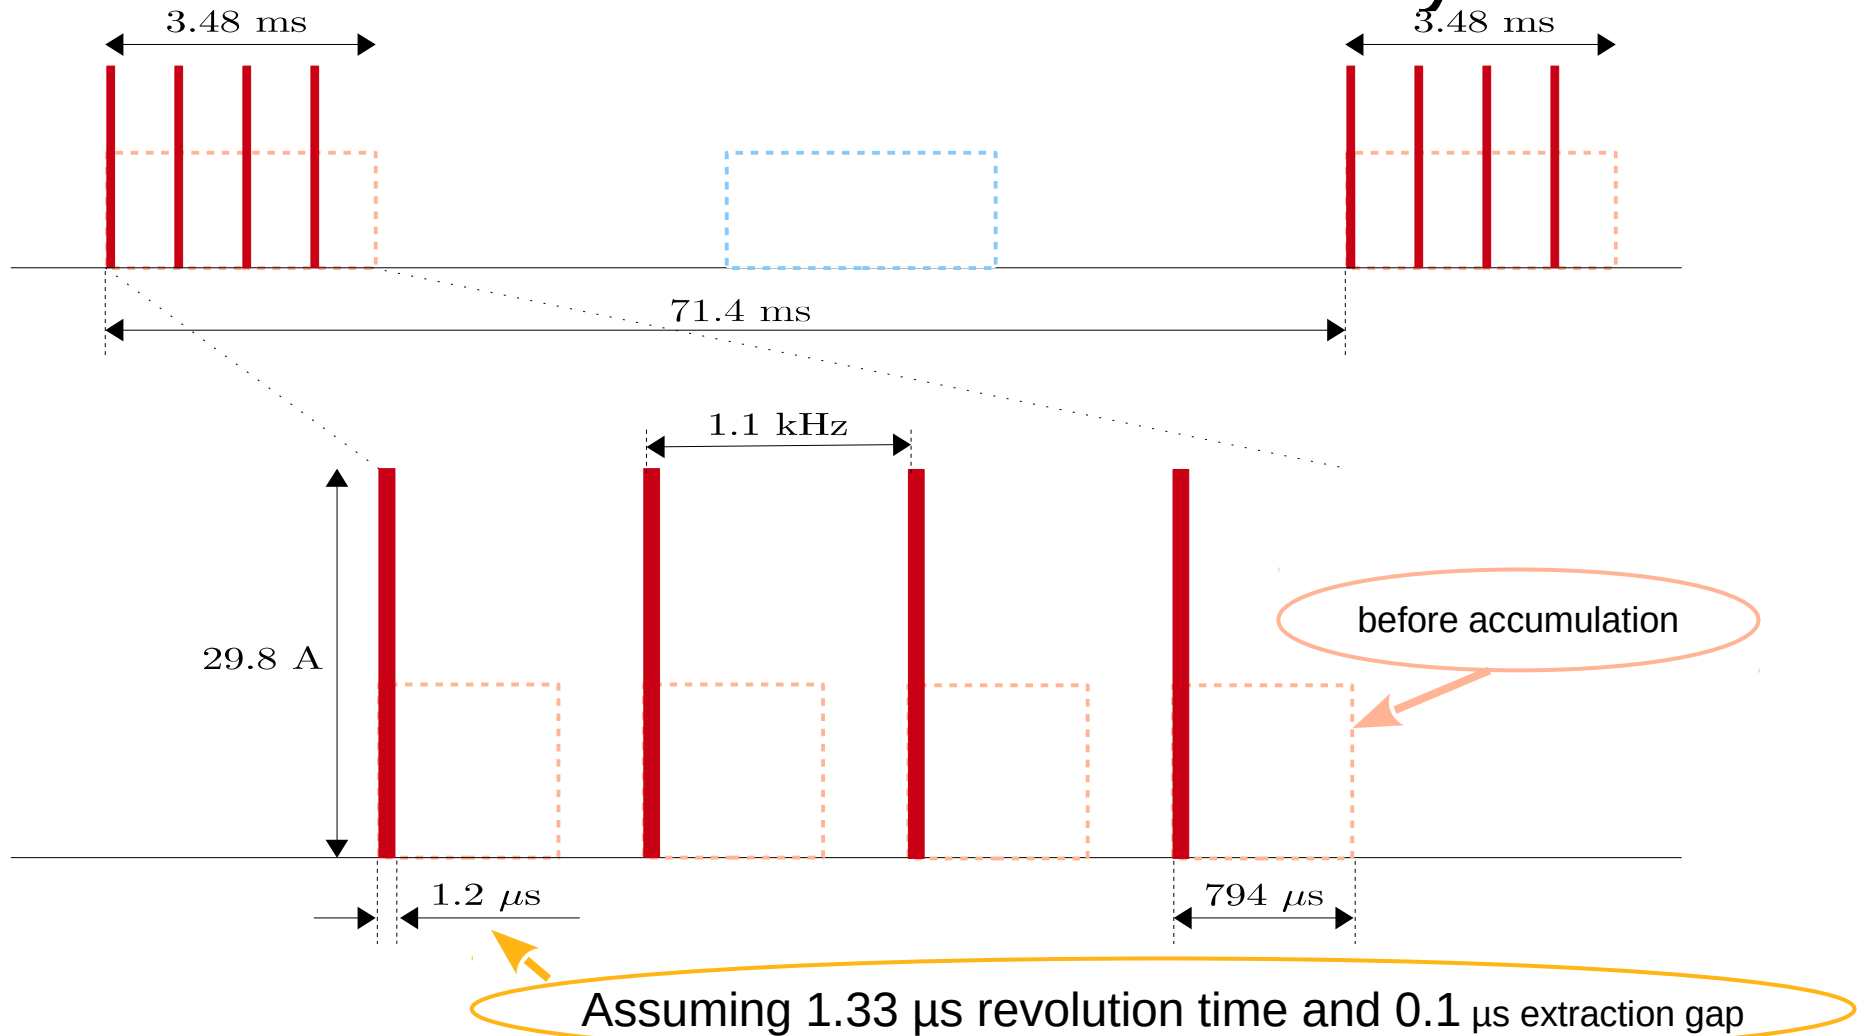 3.48 ms
3.48 ms
71.4 ms
1.1 kHz
29.8 A
before accumulation
1.2 μs
794 μs
Assuming 1.33 µs revolution time and 0.1 µs extraction gap